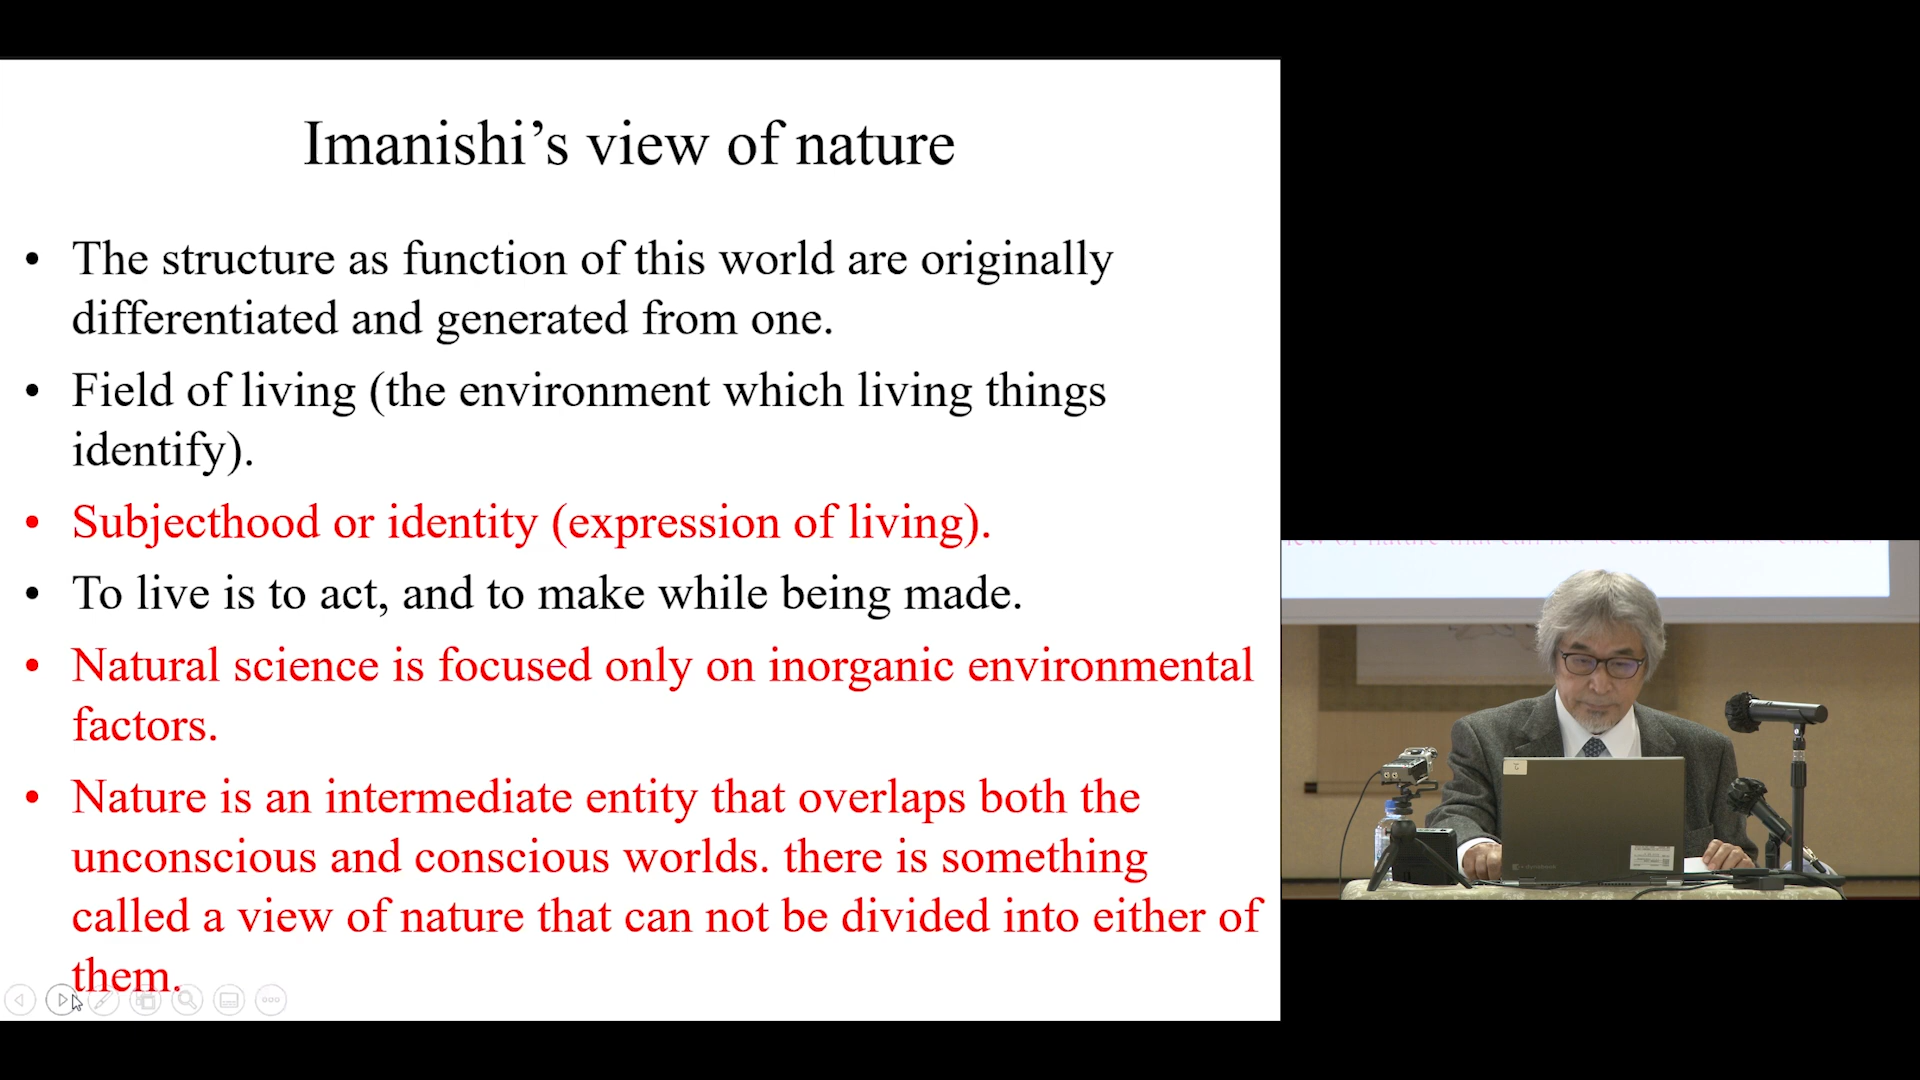 Imanishi’s view of nature
• The structure as function of this world are originally
differentiated and generated from one.
• Field of living (the environment which living things
identify).
• Subjecthood or identity (expression of living).
• To live is to act, and to make while being made.
• Natural science is focused only on inorganic environmental
factors.
• Nature is an intermediate entity that overlaps both the
unconscious and conscious worlds. there is something
called a view of nature that can not be divided into either of
them.